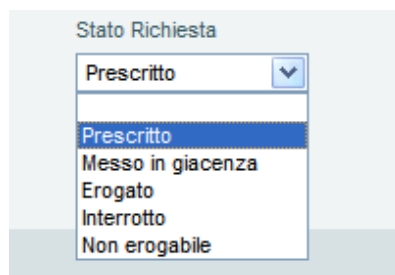 Stato Richiesta
Prescritto
Prescritto
Messo in giacenza
Erogato
Interrotto
Non erogabile